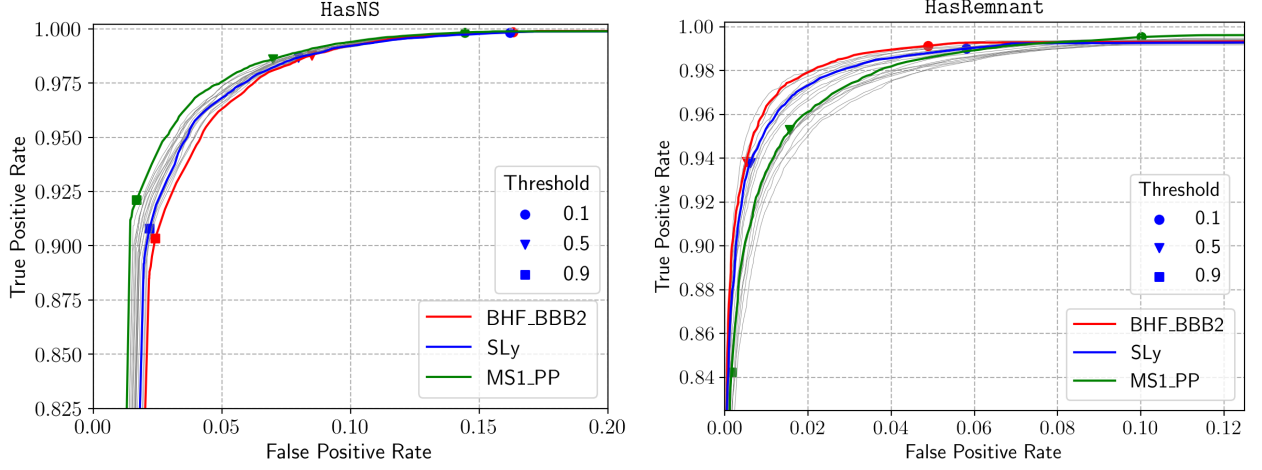 HasNS
True Positive Rate
1.000
0.975
0.950
0.925
0.900
0.875
0.850
0.825
0.00
0.05
0.10
0.15
0.20
False Positive Rate
Threshold
0.1
0.5
0.9
BHF_BBB2
SLy
MS1_PP
HasRemnant
True Positive Rate
1.00
0.98
0.96
0.94
0.92
0.90
0.88
0.86
0.84
0.00
0.02
0.04
0.06
0.08
0.10
0.12
False Positive Rate
Threshold
0.1
0.5
0.9
BHF_BBB2
SLy
MS1_PP